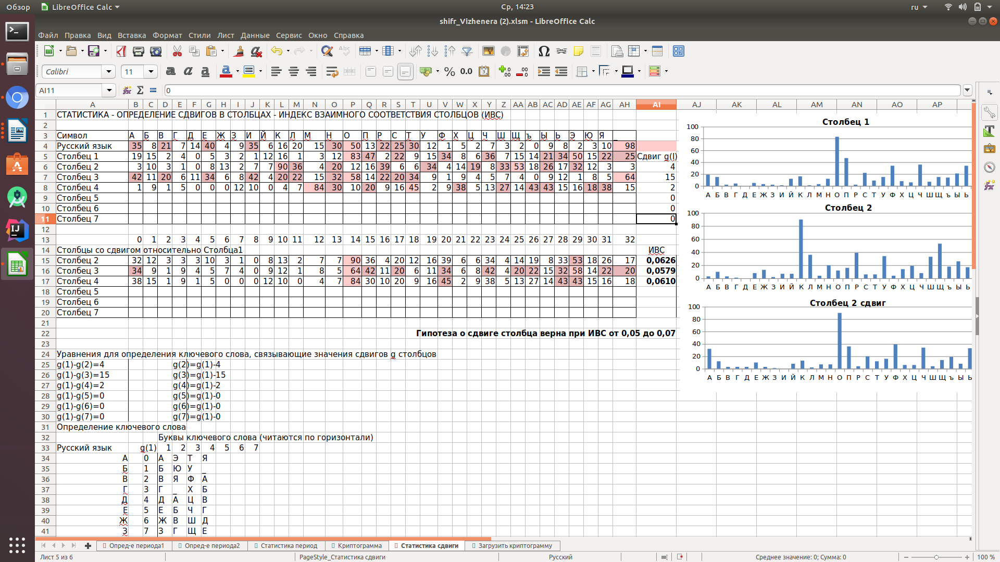 Обзор LibreOffice Calc Ср, 14:23 ru
shifr_Vizhenera (2).xlsm - LibreOffice Calc
Файл Правка Вид Вставка Формат Стили Лист Данные Сервис Окно Справка
Calibri 11
AI11 0
A B C D E F G H I J K L M N O P Q R S T U V W X Y Z AA AB AC AD AE AF AG AH AI AJ AK AL AM AN AO AP
1 СТАТИСТИКА - ОПРЕДЕЛЕНИЕ СДВИГОВ В СТОЛБЦАХ - ИНДЕКС ВЗАИМНОГО СООТВЕТСТВИЯ СТОЛБЦОВ (ИВС)
2
3 Символ А Б В Г Д Е Ж З И Й К Л М Н О П Р С Т У Ф Х Ц Ч Ш Щ ъ Ы Ь Э Ю Я _
4 Русский язык 35 8 21 7 14 40 4 9 35 6 16 20 15 30 50 13 22 25 30 12 1 5 2 7 3 2 0 9 8 2 3 10 98
5 Столбец 1 19 15 2 4 0 5 3 2 1 12 16 1 3 12 83 47 2 22 9 15 34 8 6 36 7 15 14 21 34 50 15 22 25 Сдвиг g(I)
6 Столбец 2 3 10 3 1 0 8 13 2 7 7 90 36 4 20 12 16 39 6 6 34 4 14 19 8 33 53 18 26 17 32 12 3 3 4
7 Столбец 3 42 11 20 6 11 34 6 8 42 4 20 22 15 32 58 14 22 20 34 9 1 9 4 5 7 4 0 9 12 1 8 5 64 15
8 Столбец 4 1 9 1 5 0 0 0 12 10 0 4 7 84 30 10 20 9 16 45 2 9 38 5 13 27 14 43 43 15 16 18 38 15 2
9 Столбец 5 0
10 Столбец 6 0
11 Столбец 7 0
12
13 0 1 2 3 4 5 6 7 8 9 10 11 12 13 14 15 16 17 18 19 20 21 22 23 24 25 26 27 28 29 30 31 32
14 Столбцы со сдвигом относительно Столбца1 ИВС
15 Столбец 2 32 12 3 3 3 10 3 1 0 8 13 2 7 7 90 36 4 20 12 16 39 6 6 34 4 14 19 8 33 53 18 26 17 0,0626
16 Столбец 3 34 9 1 9 4 5 7 4 0 9 12 1 8 5 64 42 11 20 6 11 34 6 8 42 4 20 22 15 32 58 14 22 20 0,0579
17 Столбец 4 38 15 1 9 1 5 0 0 0 12 10 0 4 7 84 30 10 20 9 16 45 2 9 38 5 13 27 14 43 43 15 16 18 0,0610
18 Столбец 5
19 Столбец 6
20 Столбец 7
21
22 Гипотеза о сдвиге столбца верна при ИВС от 0,05 до 0,07
23
24 Уравнения для определения ключевого слова, связывающие значения сдвигов g столбцов
25 g(1)-g(2)=4 g(2)=g(1)-4
26 g(1)-g(3)=15 g(3)=g(1)-15
27 g(1)-g(4)=2 g(4)=g(1)-2
28 g(1)-g(5)=0 g(5)=g(1)-0
29 g(1)-g(6)=0 g(6)=g(1)-0
30 g(1)-g(7)=0 g(7)=g(1)-0
31 Определение ключевого слова
32 Буквы ключевого слова (читаются по горизонтали)
33 Русский язык g(1) 1 2 3 4 5 6 7
34 А 0 А Э Т Я
35 Б 1 Б Ю У _
36 В 2 В Я Ф А
37 Г 3 Г _ Х Б
38 Д 4 Д А Ц В
39 Е 5 Е Б Ч Г
40 Ж 6 Ж В Ш Д
41 З 7 З Г Щ Е
Столбец 1
100
80
60
40
20
0
А Б В Г Д Е Ж З И Й К Л М Н О П Р С Т У Ф Х Ц Ч Ш Щ ъ Ы Ь
Столбец 2
100
80
60
40
20
0
А Б В Г Д Е Ж З И Й К Л М Н О П Р С Т У Ф Х Ц Ч Ш Щ ъ Ы Ь
Столбец 2 сдвиг
100
80
60
40
20
0
А Б В Г Д Е Ж З И Й К Л М Н О П Р С Т У Ф Х Ц Ч Ш Щ ъ Ы Ь
Опред-е периода1 Опред-е периода2 Статистика период Криптограмма Статистика сдвиги Загрузить криптограмму
Лист 5 из 6 PageStyle_Статистика сдвиги Русский Среднее значение: 0; Сумма: 0 100 %